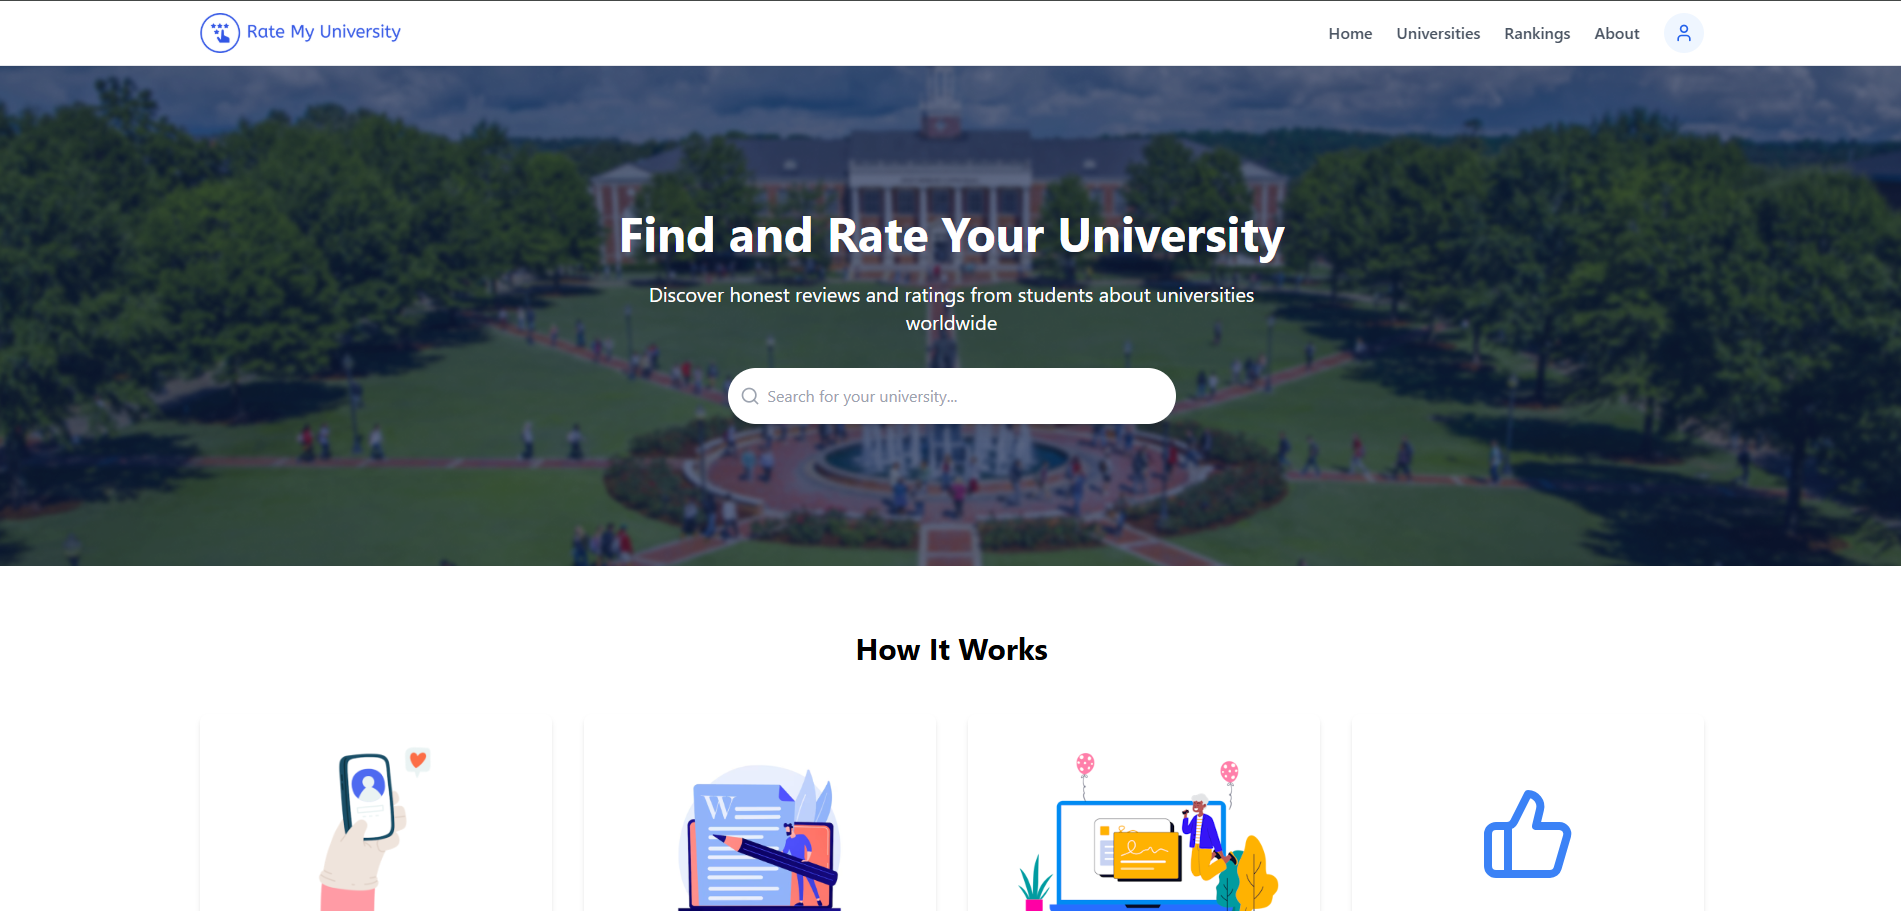 Rate My University
Home
Universities
Rankings
About
Find and Rate Your University
Discover honest reviews and ratings from students about universities
worldwide
Search for your university...
How It Works
W